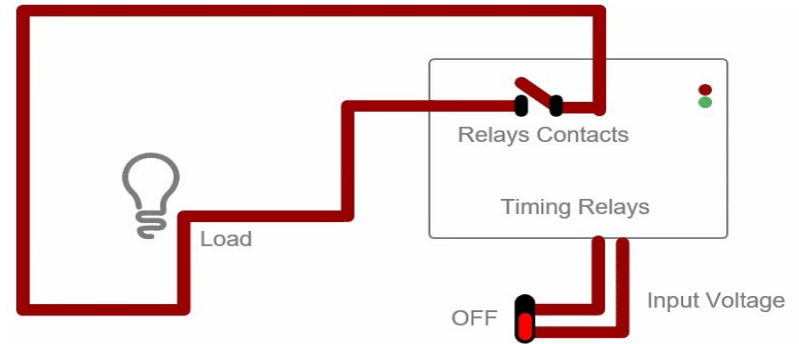 Relays Contacts
Timing Relays
Load
OFF
Input Voltage